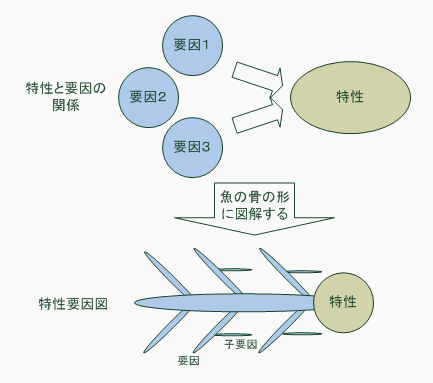 要因1
特性と要因の
関係
要因2
特性
要因3
魚の骨の形
に図解する
特性要因図
特性
子要因
要因